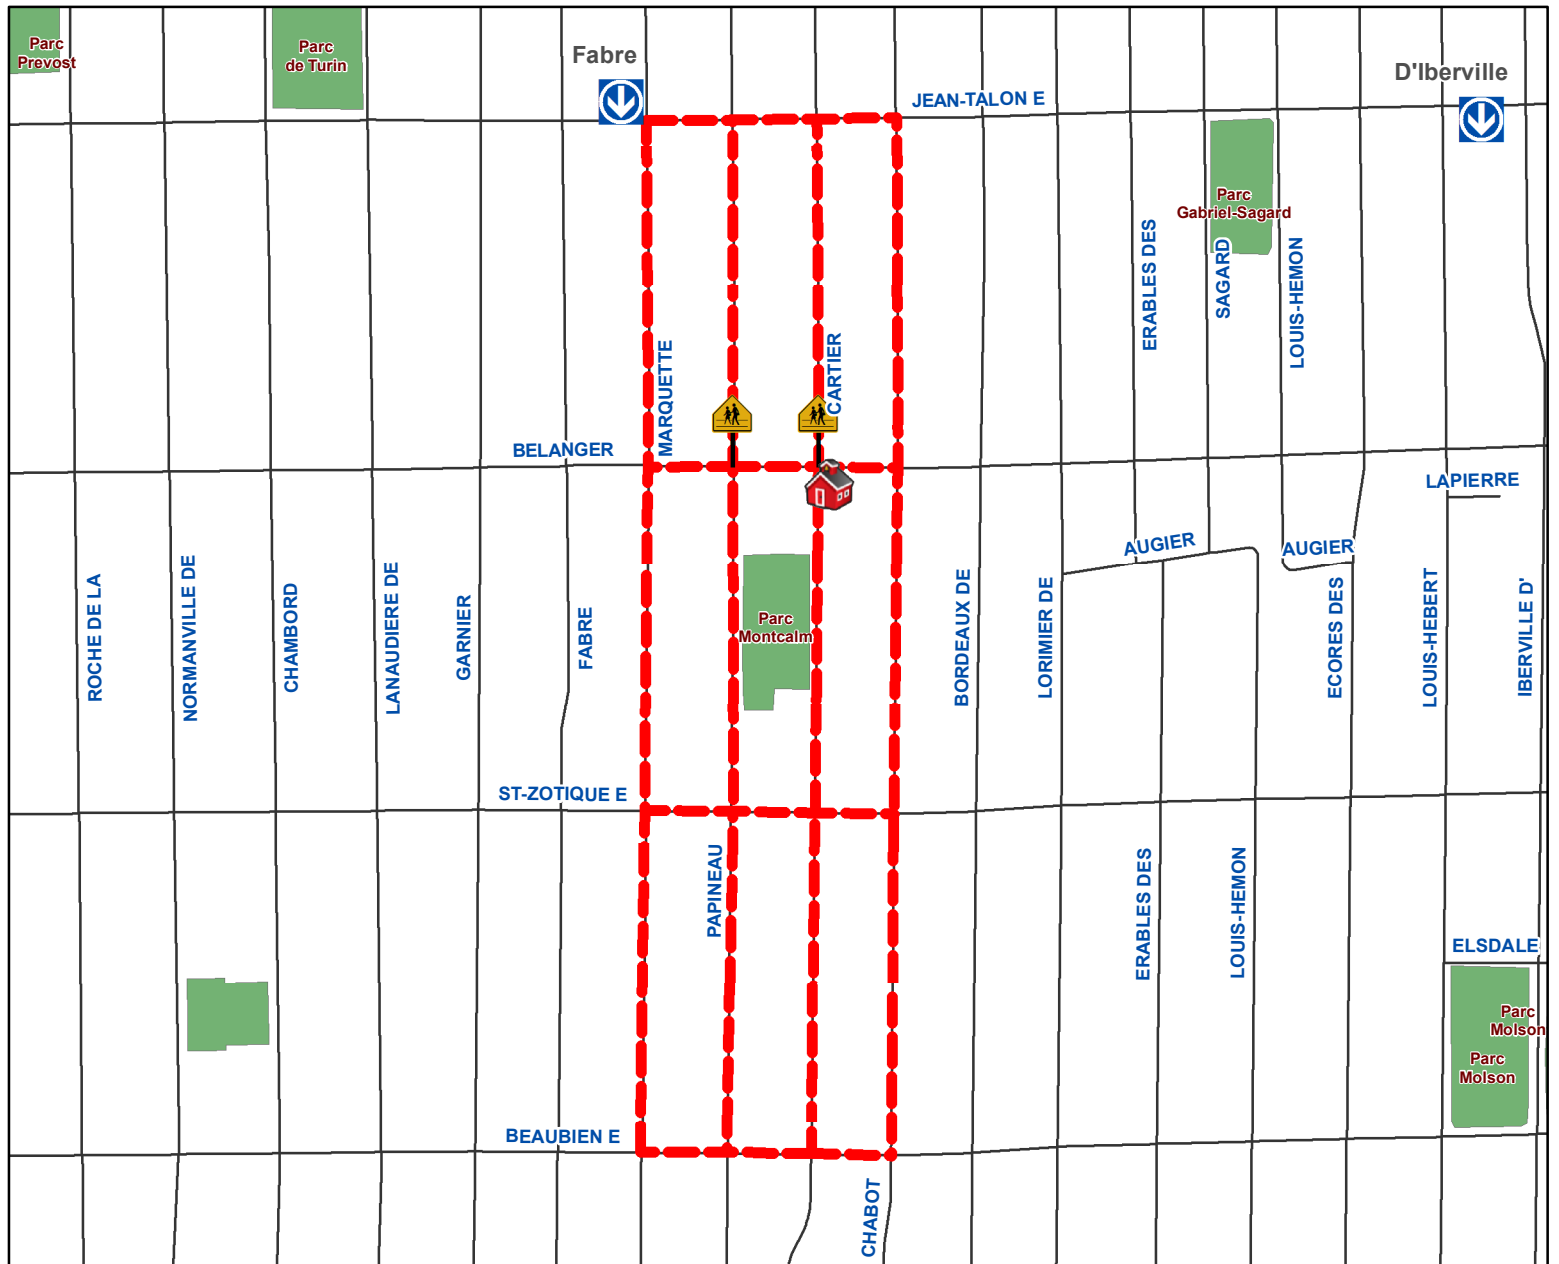 Parc
Prevost
Parc
de Turin
Fabre
D'Iberville
JEAN-TALON E
Parc
Gabriel-Sagard
ERABLES DES
SAGARD
LOUIS-HEMON
MARQUETTE
CARTIER
BELANGER
LAPIERRE
AUGIER
AUGIER
ROCHE DE LA
NORMANVILLE DE
CHAMBORD
LANAUDIERE DE
GARNIER
FABRE
Parc
Montcalm
BORDEAUX DE
LORIMIER DE
ECORES DES
LOUIS-HEBERT
IBERVILLE D'
ST-ZOTIQUE E
PAPINEAU
ERABLES DES
LOUIS-HEMON
ELSDALE
Parc
Molson
Parc
Molson
BEAUBIEN E
CHABOT